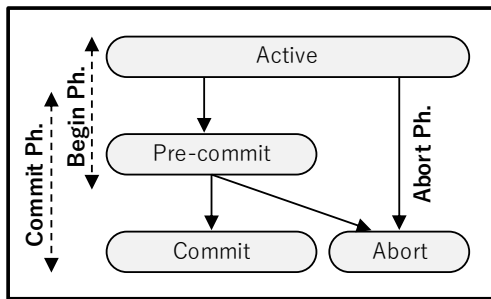 Active
Begin Ph.
Commit Ph.
Abort Ph.
Pre-commit
Commit
Abort